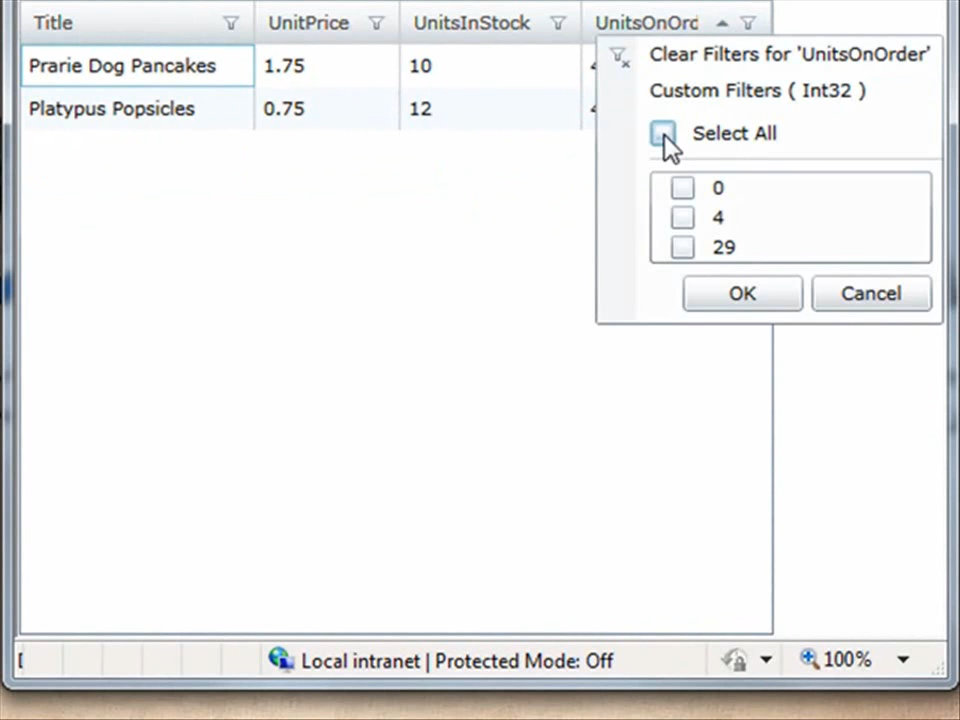 Title UnitPrice UnitsInStock UnitsOnOrd
Clear Filters for 'UnitsOnOrder'
Prarie Dog Pancakes 1.75 10
Custom Filters ( Int32 )
Platypus Popsicles 0.75 12
Select All
0
4
29
OK Cancel
Local intranet | Protected Mode: Off 100%